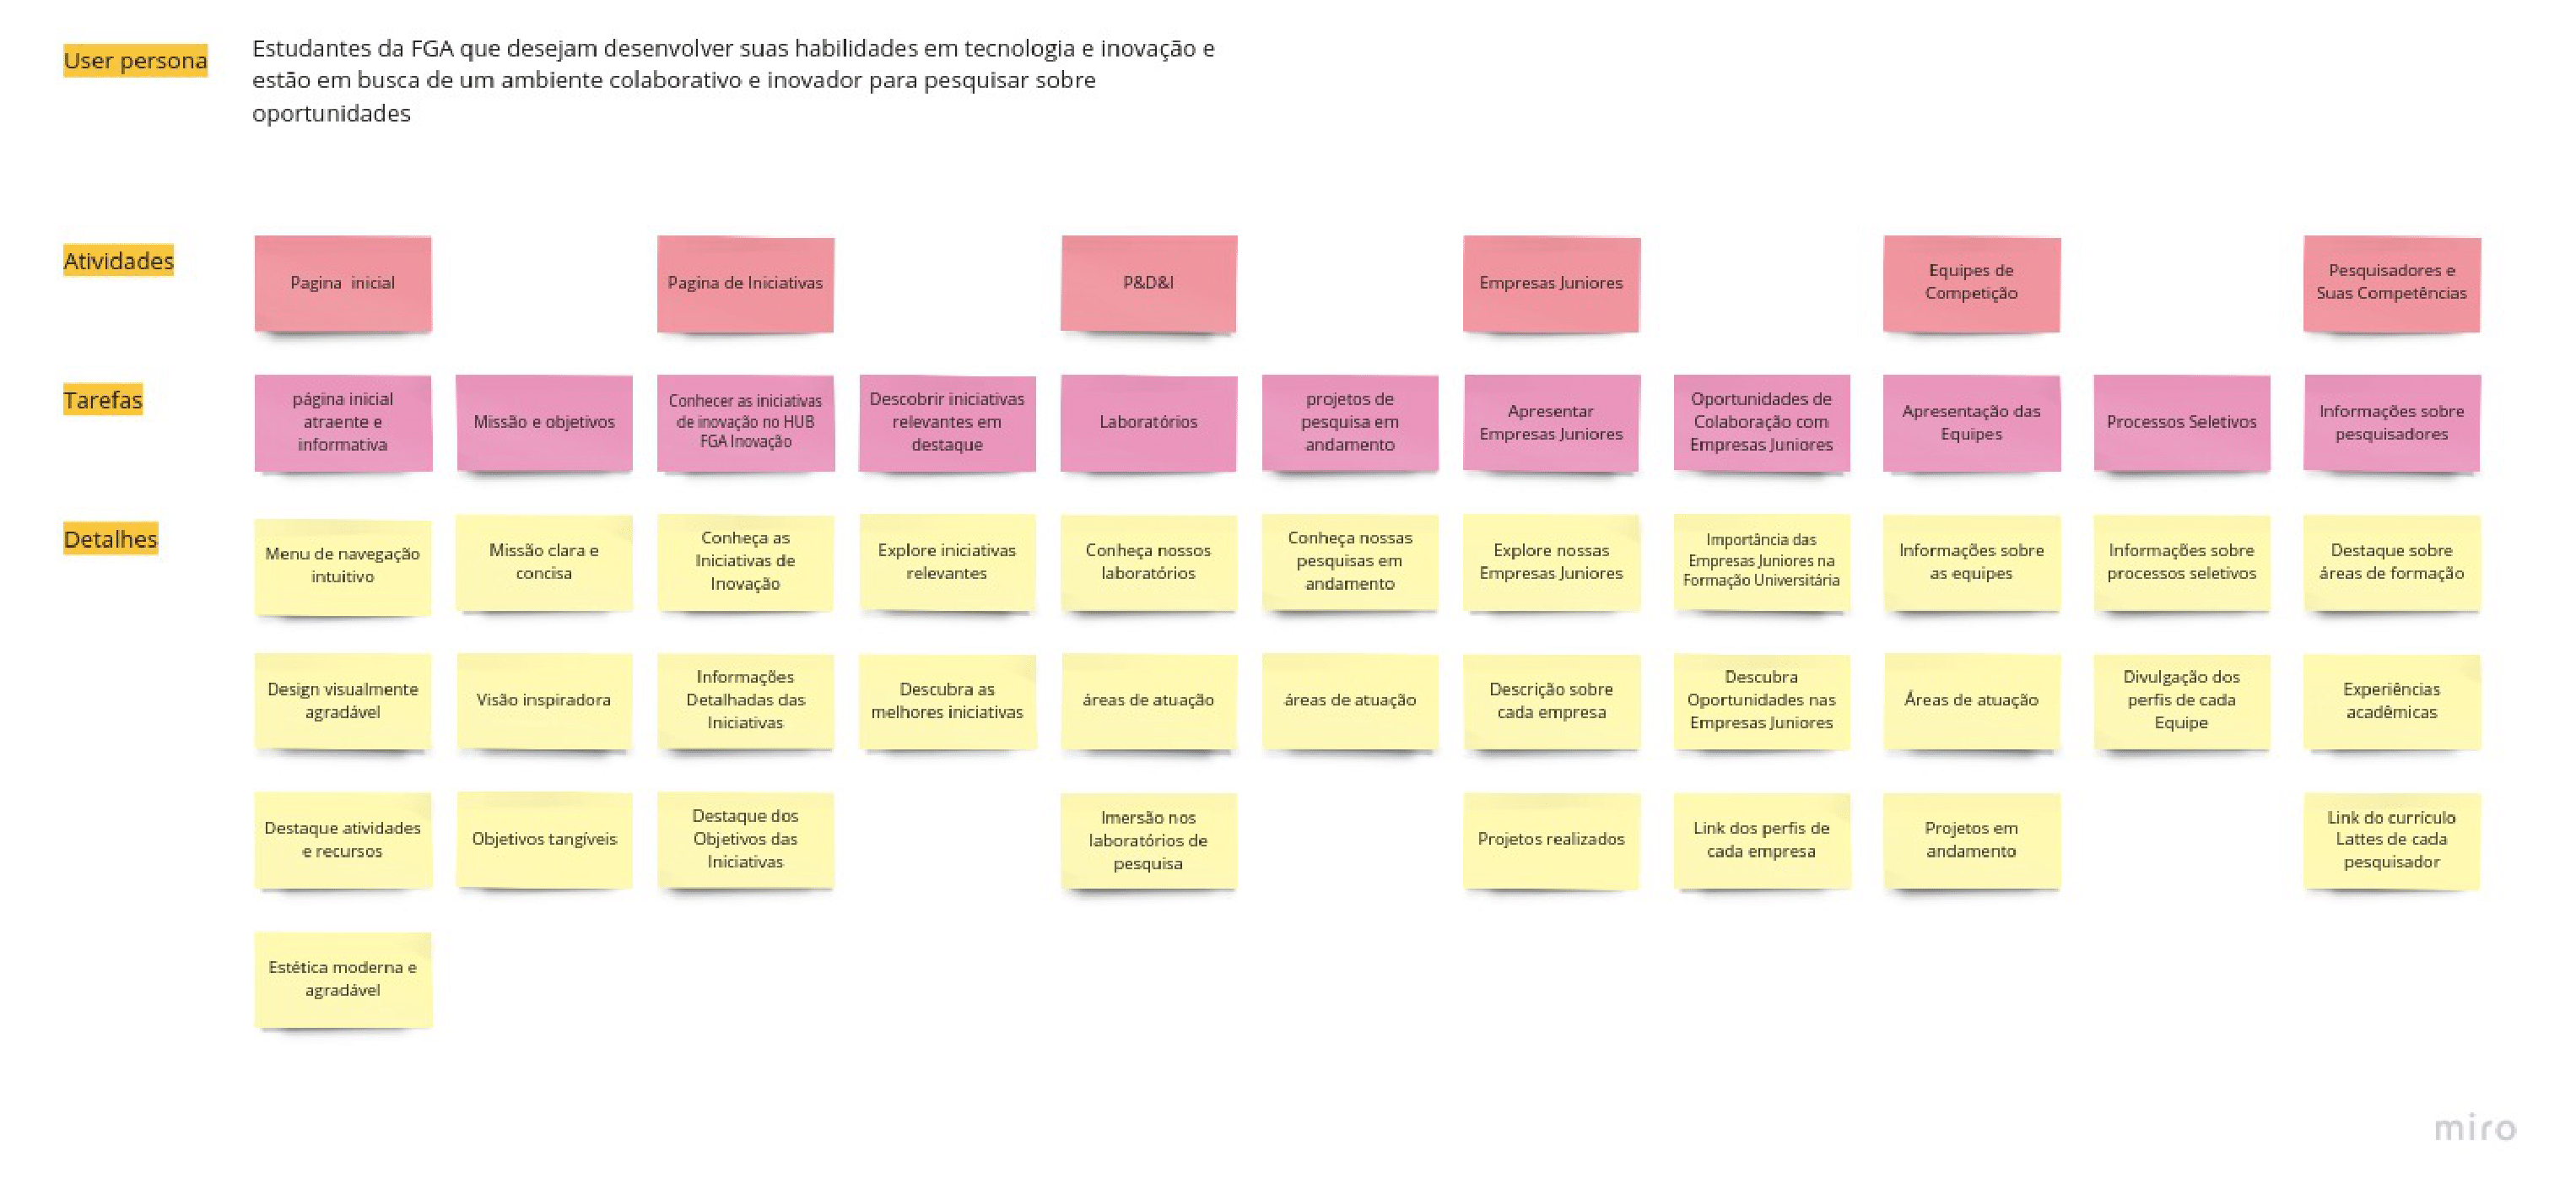 User persona
Estudantes da FGA que desejam desenvolver suas habilidades em tecnologia e inovação e
estão em busca de um ambiente colaborativo e inovador para pesquisar sobre
oportunidades
Atividades
Pagina inicial
Pagina de Iniciativas
P&D&I
Empresas Juniores
Equipes de
Competição
Pesquisadores e
Suas Competências
Tarefas
página inicial
atraente e
informativa
Missão e objetivos
Conhecer as iniciativas
de inovação no HUB
FGA Inovação
Descobrir iniciativas
relevantes em
destaque
Laboratórios
projetos de
pesquisa em
andamento
Apresentar
Empresas Juniores
Oportunidades de
Colaboração com
Empresas Juniores
Apresentação das
Equipes
Processos Seletivos
Informações sobre
pesquisadores
Detalhes
Menu de navegação
intuitivo
Missão clara e
concisa
Conheça as
Iniciativas de
Inovação
Explore iniciativas
relevantes
Conheça nossos
laboratórios
Conheça nossas
pesquisas em
andamento
Explore nossas
Empresas Juniores
Importância das
Empresas Juniores na
Formação Universitária
Informações sobre
as equipes
Informações sobre
processos seletivos
Destaque sobre
áreas de formação
Design visualmente
agradável
Visão inspiradora
Informações
Detalhadas das
Iniciativas
Descubra as
melhores iniciativas
áreas de atuação
áreas de atuação
Descrição sobre
cada empresa
Descubra
Oportunidades nas
Empresas Juniores
Áreas de atuação
Divulgação dos
perfis de cada
Equipe
Experiências
acadêmicas
Destaque atividades
e recursos
Objetivos tangíveis
Destaque dos
Objetivos das
Iniciativas
Imersão nos
laboratórios de
pesquisa
Projetos realizados
Link dos perfis de
cada empresa
Projetos em
andamento
Link do currículo
Lattes de cada
pesquisador
Estética moderna e
agradável
miro